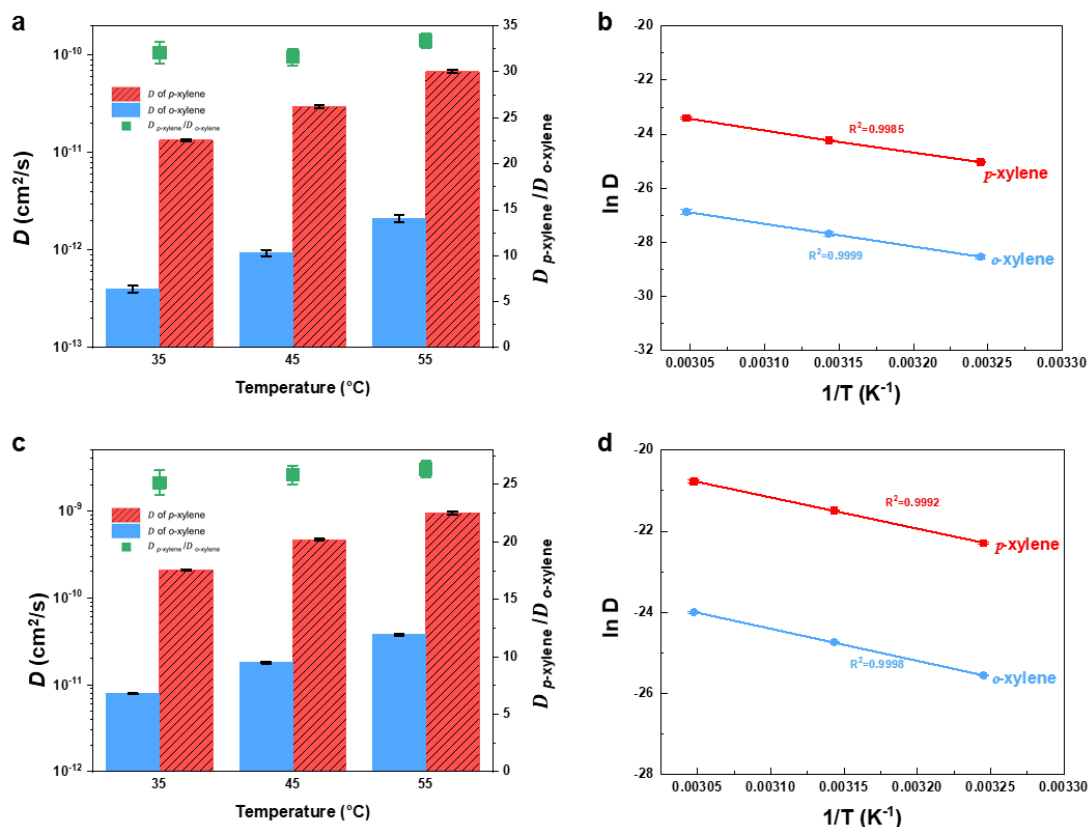 a
D (cm²/s)
10⁻¹⁰
10⁻¹¹
10⁻¹²
10⁻¹³
D of p-xylene
D of o-xylene
D p-xylene/D o-xylene
35
30
25
20
15
10
5
0
D p-xylene/D o-xylene
35 45 55
Temperature (°C)
b
ln D
-20
-22
-24
-26
-28
-30
-32
R²=0.9985
p-xylene
R²=0.9999
o-xylene
0.00305 0.00310 0.00315 0.00320 0.00325 0.00330
1/T (K⁻¹)
c
D (cm²/s)
10⁻⁹
10⁻¹⁰
10⁻¹¹
10⁻¹²
D of p-xylene
D of o-xylene
D p-xylene/D o-xylene
25
20
15
10
5
0
D p-xylene/D o-xylene
35 45 55
Temperature (°C)
d
ln D
-20
-22
-24
-26
-28
R²=0.9992
p-xylene
R²=0.9998
o-xylene
0.00305 0.00310 0.00315 0.00320 0.00325 0.00330
1/T (K⁻¹)